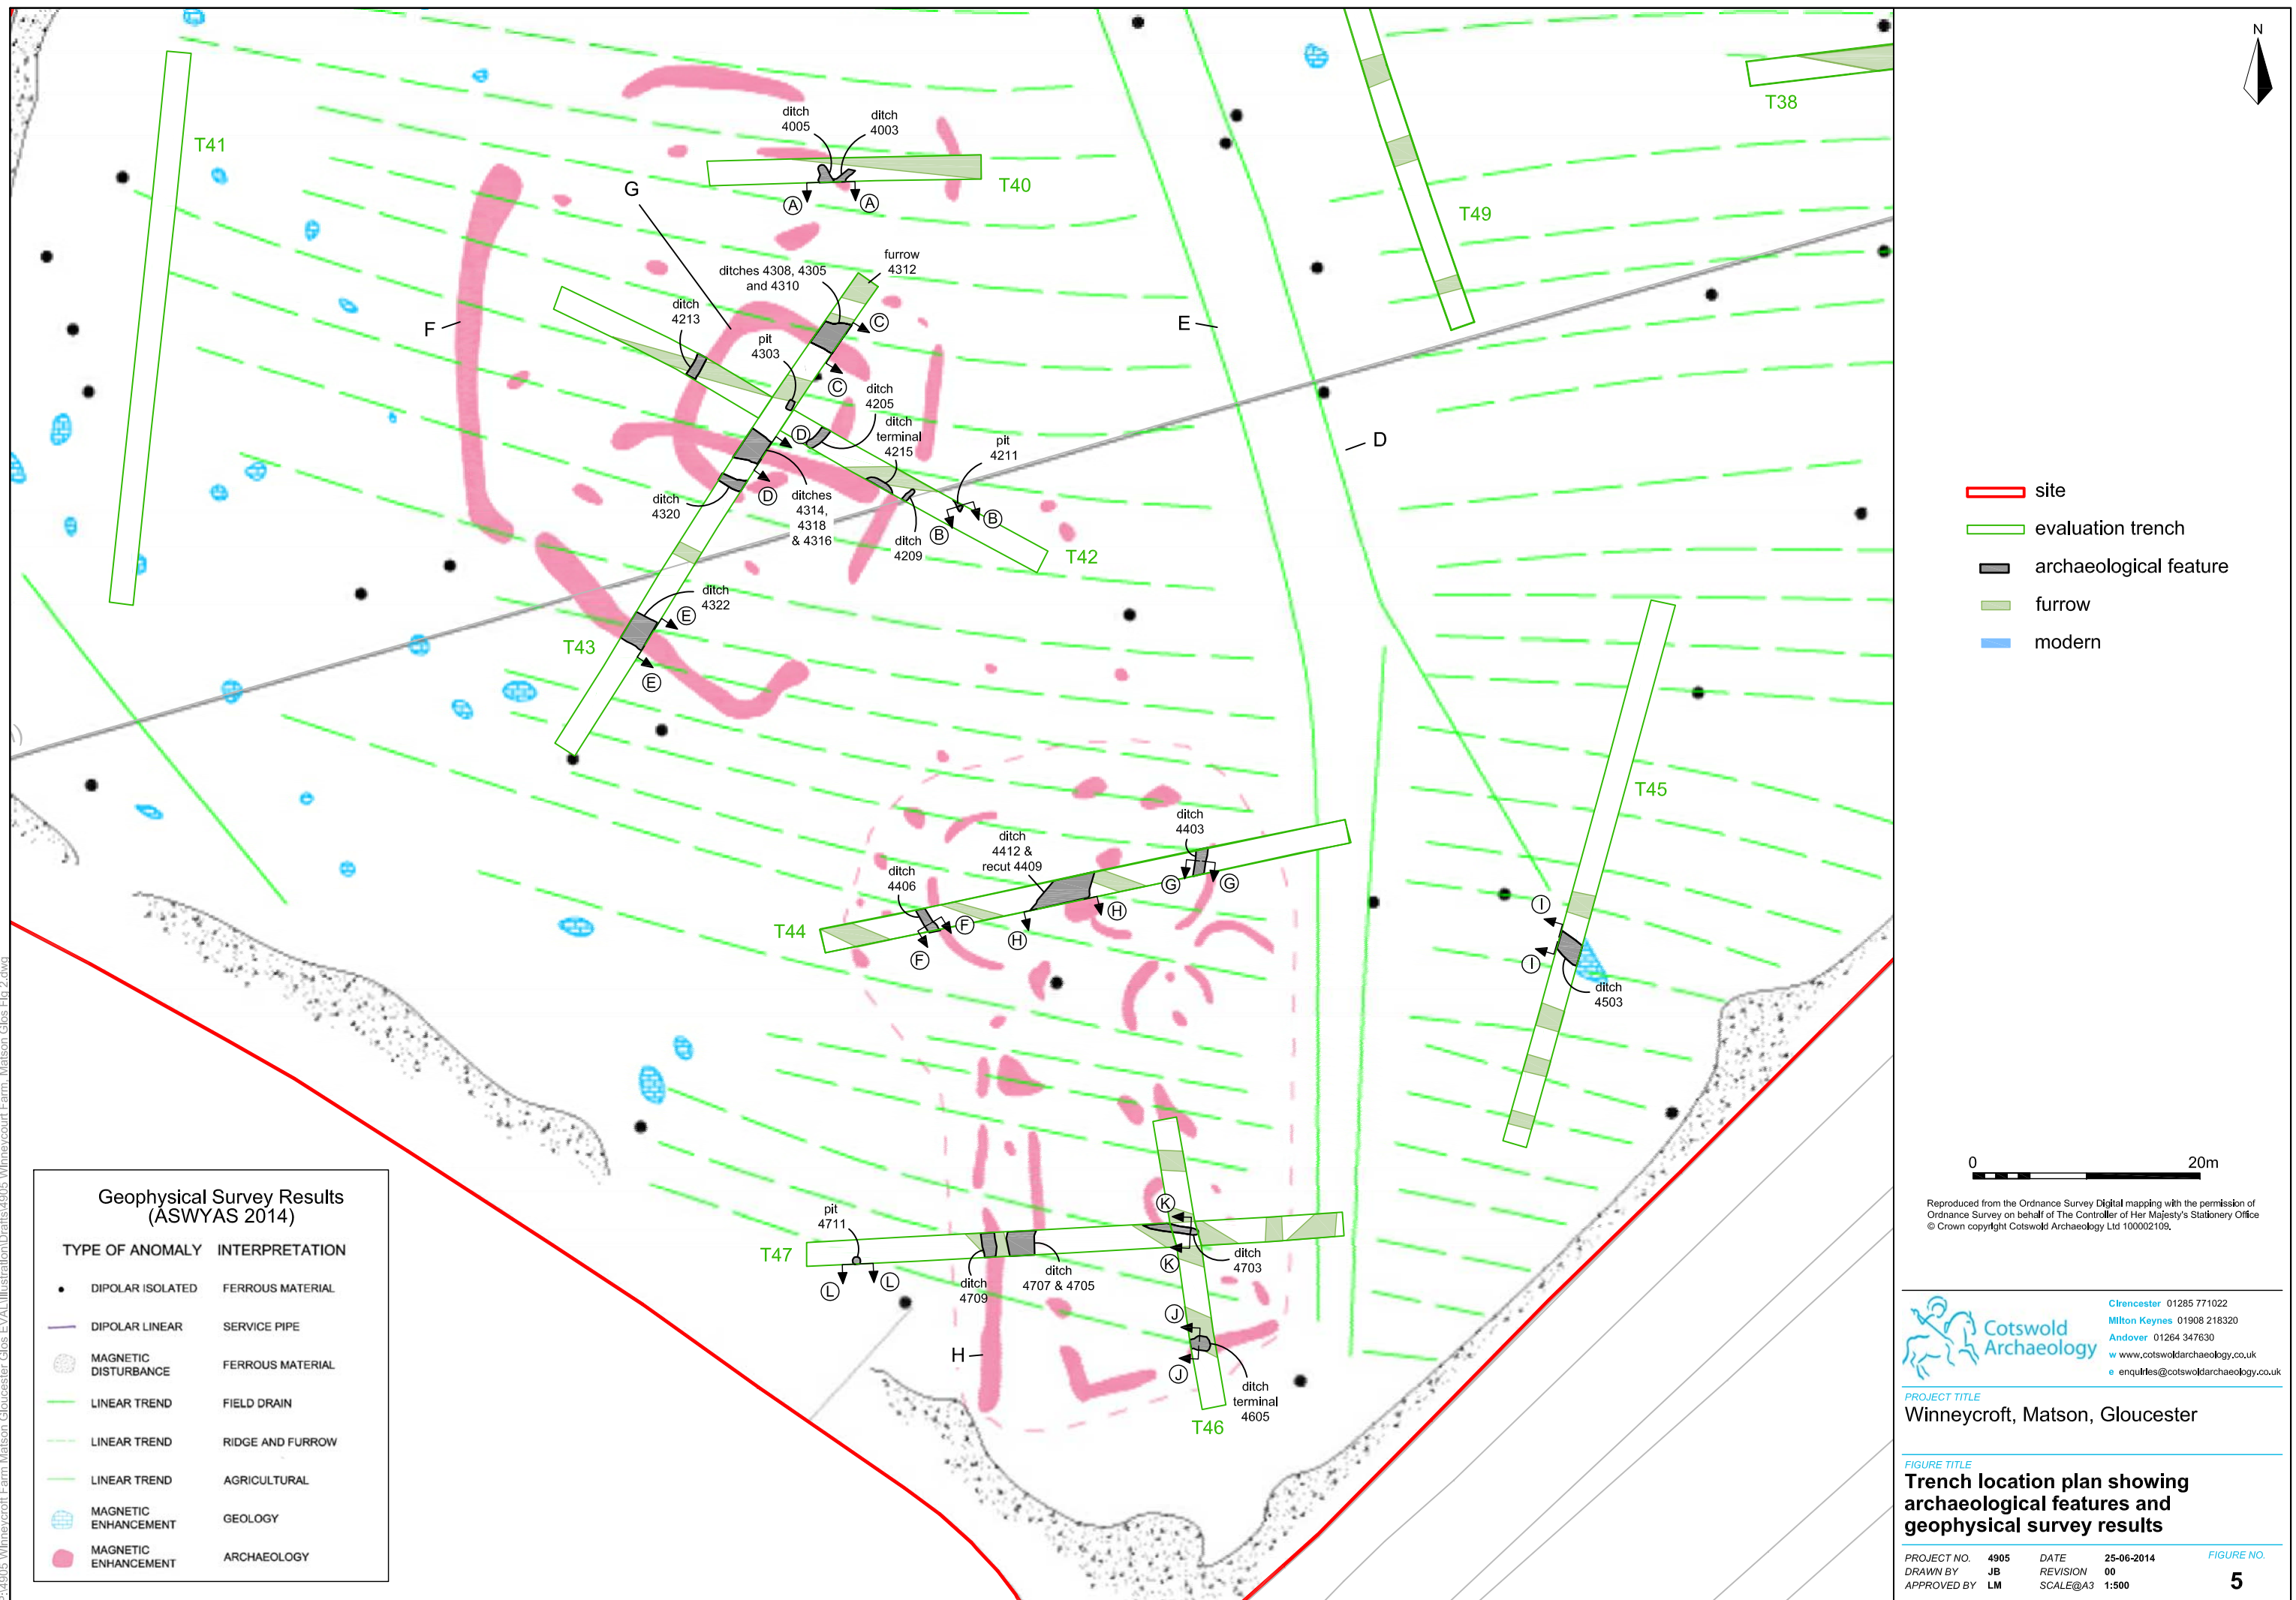 N
T41
T38
ditch
4005
ditch
4003
T40
G
T49
furrow
4312
ditches 4308, 4305
and 4310
ditch
4213
pit
4303
F
E
D
A
A
C
C
ditch
4205
ditch
terminal
4215
pit
4211
D
D
B
B
ditch
4320
ditches
4314,
4318
& 4316
ditch
4209
T42
ditch
4322
E
E
T43
T45
ditch
4403
ditch
4412 &
recut 4409
ditch
4406
G
G
H
H
F
F
T44
I
I
ditch
4503
pit
4711
K
K
T47
L
L
ditch
4709
ditch
4707 & 4705
ditch
4703
J
J
H
ditch
terminal
4605
T46
site
evaluation trench
archaeological feature
furrow
modern
0 20m
Reproduced from the Ordnance Survey Digital mapping with the permission of
Ordnance Survey on behalf of The Controller of Her Majesty's Stationery Office
© Crown copyright Cotswold Archaeology Ltd 100002109.
Geophysical Survey Results
(ASWYAS 2014)
TYPE OF ANOMALY INTERPRETATION
DIPOLAR ISOLATED FERROUS MATERIAL
DIPOLAR LINEAR SERVICE PIPE
MAGNETIC
DISTURBANCE FERROUS MATERIAL
LINEAR TREND FIELD DRAIN
LINEAR TREND RIDGE AND FURROW
LINEAR TREND AGRICULTURAL
MAGNETIC
ENHANCEMENT GEOLOGY
MAGNETIC
ENHANCEMENT ARCHAEOLOGY
Cotswold
Archaeology
Cirencester 01285 771022
Milton Keynes 01908 218320
Andover 01264 347630
w www.cotswoldarchaeology.co.uk
e enquiries@cotswoldarchaeology.co.uk
PROJECT TITLE
Winneycroft, Matson, Gloucester
FIGURE TITLE
Trench location plan showing
archaeological features and
geophysical survey results
PROJECT NO. 4905 DATE 25-06-2014 FIGURE NO.
DRAWN BY JB REVISION 00
APPROVED BY LM SCALE@A3 1:500 5